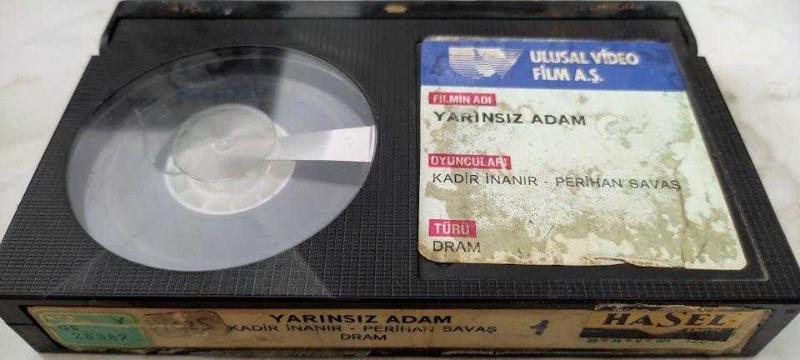 ULUSAL VİDEO
FİLM A.Ş.
FİLMİN ADI
YARINSIZ ADAM
OYUNCULARI
KADİR İNANIR - PERİHAN SAVAŞ
TÜRÜ
DRAM
YARINSIZ ADAM
KADİR İNANIR - PERİHAN SAVAŞ
DRAM
V
28382
1
HASEL